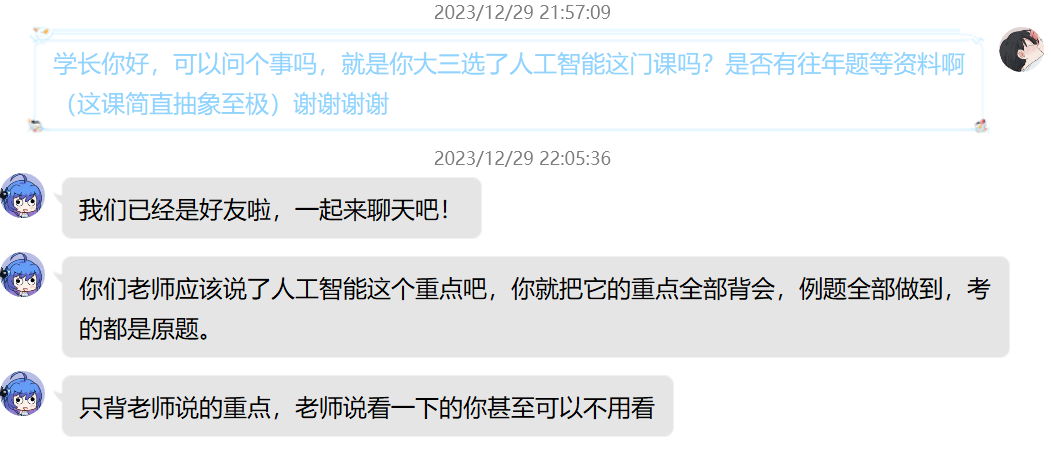 2023/12/29 21:57:09
学长你好，可以问个事吗，就是你大三选了人工智能这门课吗？是否有往年题等资料啊
（这课简直抽象至极）谢谢谢谢
2023/12/29 22:05:36
我们已经是好友啦，一起来聊天吧！
你们老师应该说了人工智能这个重点吧，你就把它的重点全部背会，例题全部做到，考
的都是原题。
只背老师说的重点，老师说看一下的你甚至可以不用看